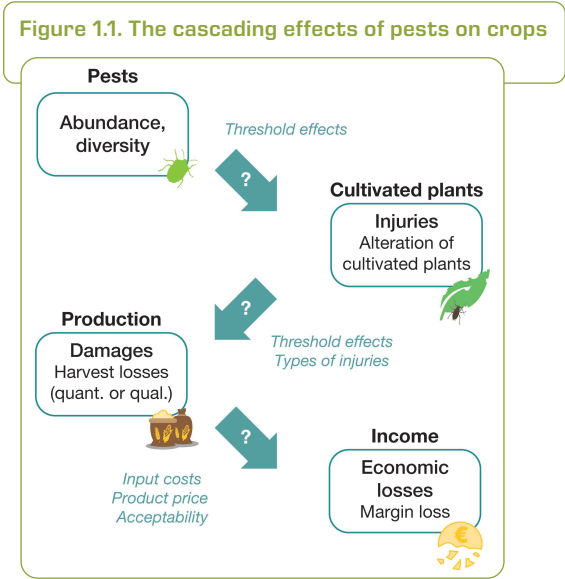 Figure 1.1. The cascading effects of pests on crops
Pests
Abundance,
diversity
Threshold effects
?
Cultivated plants
Injuries
Alteration of
cultivated plants
?
Threshold effects
Types of injuries
Production
Damages
Harvest losses
(quant. or qual.)
?
Input costs
Product price
Acceptability
Income
Economic
losses
Margin loss
€